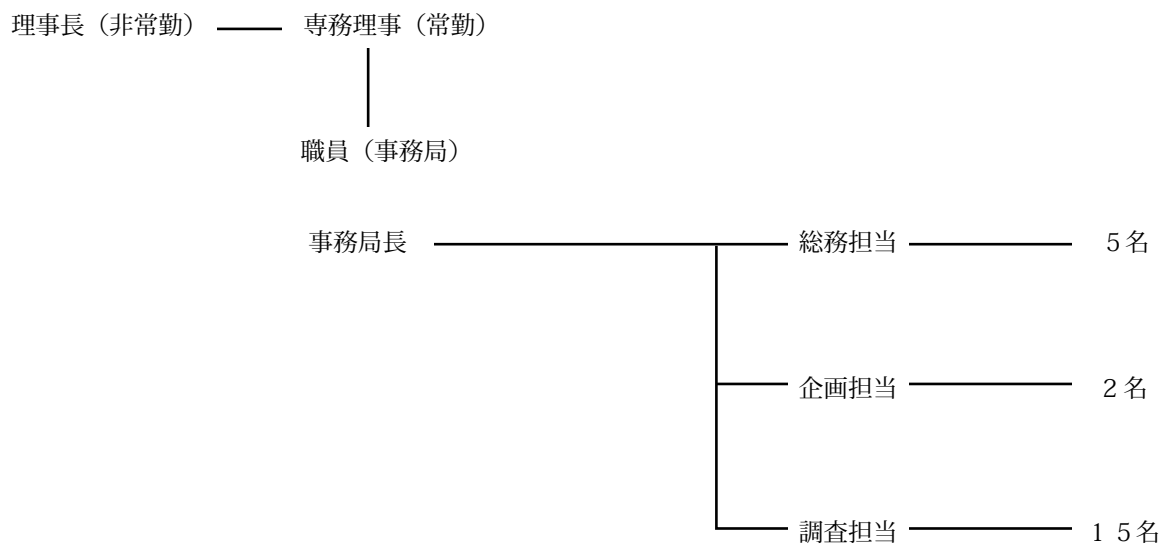 理事長（非常勤） 専務理事（常勤）
職員（事務局）
事務局長 総務担当 ５名
企画担当 ２名
調査担当 １５名